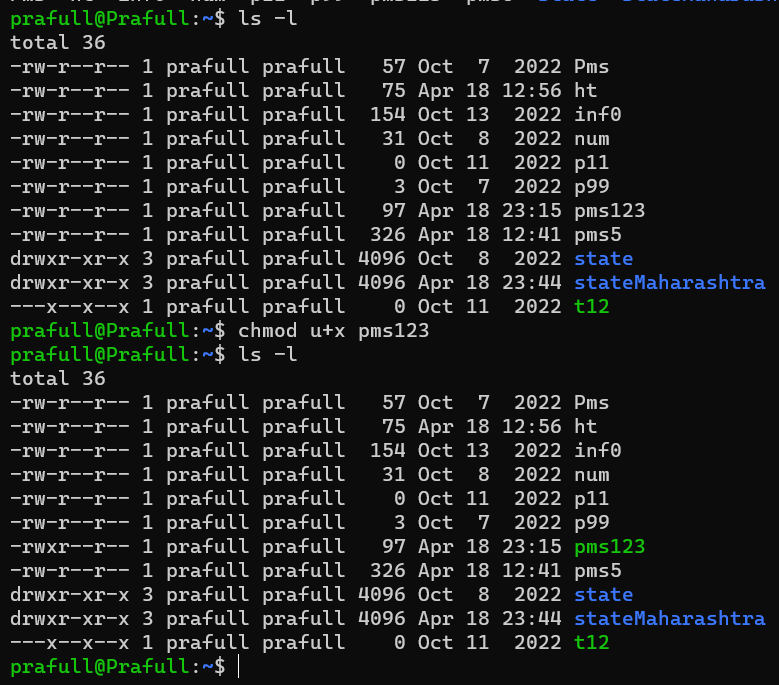 prafull@Prafull:~$ ls -l
total 36
-rw-r--r-- 1 prafull prafull   57 Oct  7  2022 Pms
-rw-r--r-- 1 prafull prafull   75 Apr 18 12:56 ht
-rw-r--r-- 1 prafull prafull  154 Oct 13  2022 inf0
-rw-r--r-- 1 prafull prafull   31 Oct  8  2022 num
-rw-r--r-- 1 prafull prafull    0 Oct 11  2022 p11
-rw-r--r-- 1 prafull prafull    3 Oct  7  2022 p99
-rw-r--r-- 1 prafull prafull   97 Apr 18 23:15 pms123
-rw-r--r-- 1 prafull prafull  326 Apr 18 12:41 pms5
drwxr-xr-x 3 prafull prafull 4096 Oct  8  2022 state
drwxr-xr-x 3 prafull prafull 4096 Apr 18 23:44 stateMaharashtra
---x--x--x 1 prafull prafull    0 Oct 11  2022 t12
prafull@Prafull:~$ chmod u+x pms123
prafull@Prafull:~$ ls -l
total 36
-rw-r--r-- 1 prafull prafull   57 Oct  7  2022 Pms
-rw-r--r-- 1 prafull prafull   75 Apr 18 12:56 ht
-rw-r--r-- 1 prafull prafull  154 Oct 13  2022 inf0
-rw-r--r-- 1 prafull prafull   31 Oct  8  2022 num
-rw-r--r-- 1 prafull prafull    0 Oct 11  2022 p11
-rw-r--r-- 1 prafull prafull    3 Oct  7  2022 p99
-rwxr--r-- 1 prafull prafull   97 Apr 18 23:15 pms123
-rw-r--r-- 1 prafull prafull  326 Apr 18 12:41 pms5
drwxr-xr-x 3 prafull prafull 4096 Oct  8  2022 state
drwxr-xr-x 3 prafull prafull 4096 Apr 18 23:44 stateMaharashtra
---x--x--x 1 prafull prafull    0 Oct 11  2022 t12
prafull@Prafull:~$